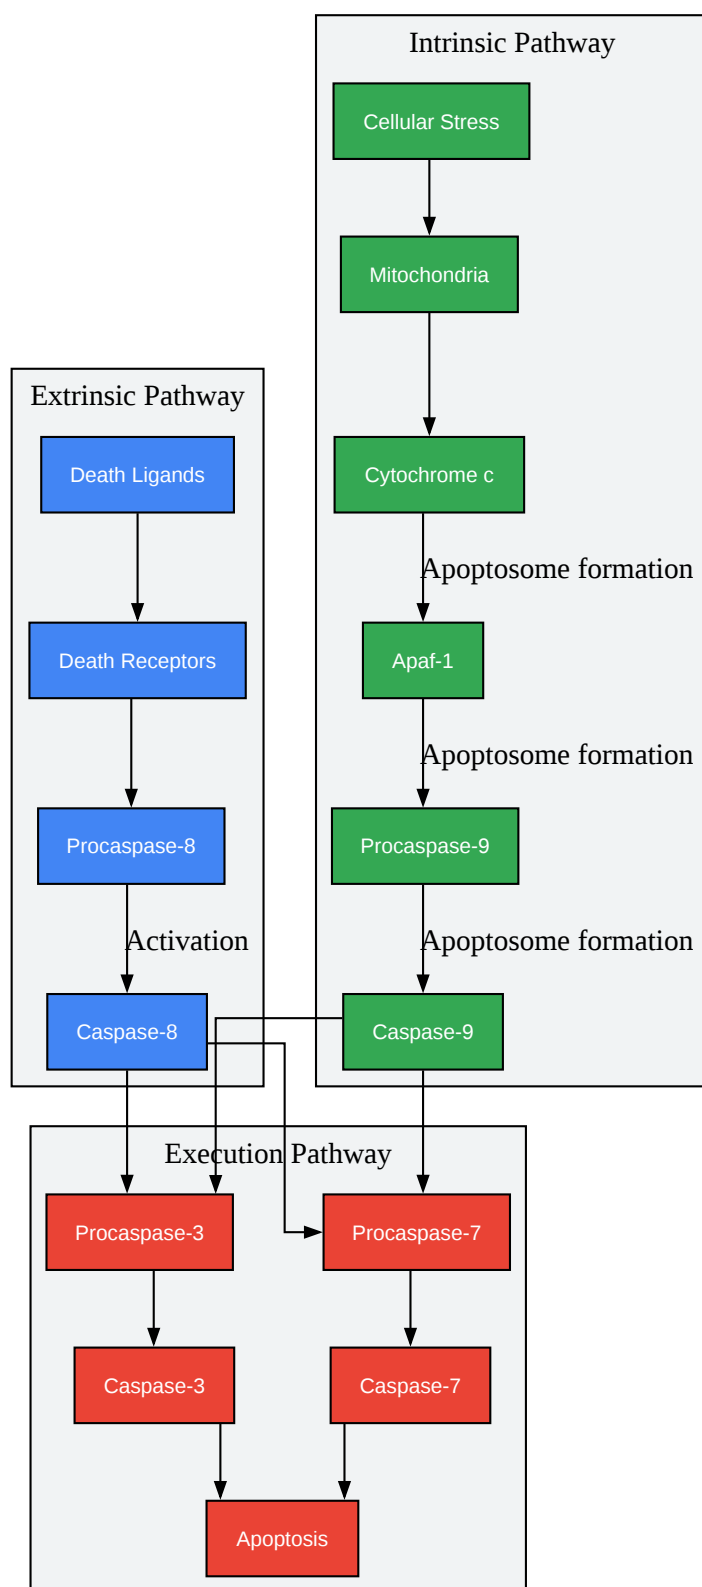 Intrinsic Pathway
Cellular Stress
Mitochondria
Extrinsic Pathway
Death Ligands
Cytochrome c
Apoptosome formation
Death Receptors
Apaf-1
Apoptosome formation
Procaspase-8
Procaspase-9
Activation
Apoptosome formation
Caspase-8
Caspase-9
Execution Pathway
Procaspase-3
Procaspase-7
Caspase-3
Caspase-7
Apoptosis